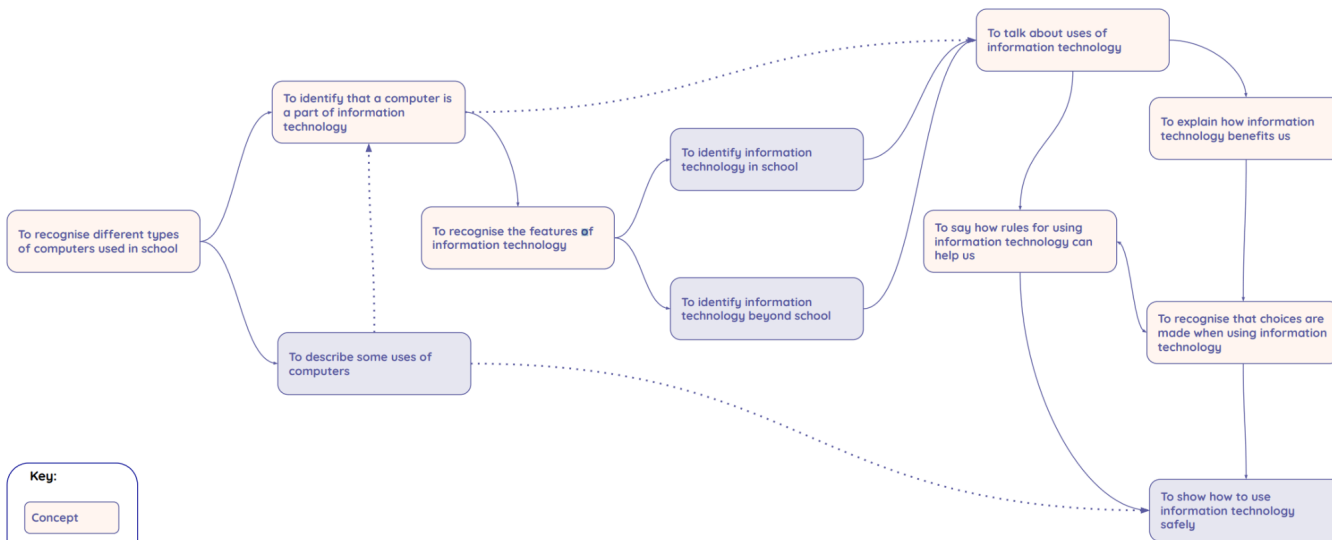 To talk about uses of
information technology
To identify that a computer is
a part of information
technology
To explain how information
technology benefits us
To identify information
technology in school
To recognise different types
of computers used in school
To recognise the features of
information technology
To say how rules for using
information technology can
help us
To identify information
technology beyond school
To recognise that choices are
made when using information
technology
To describe some uses of
computers
Key:
Concept
To show how to use
information technology
safely